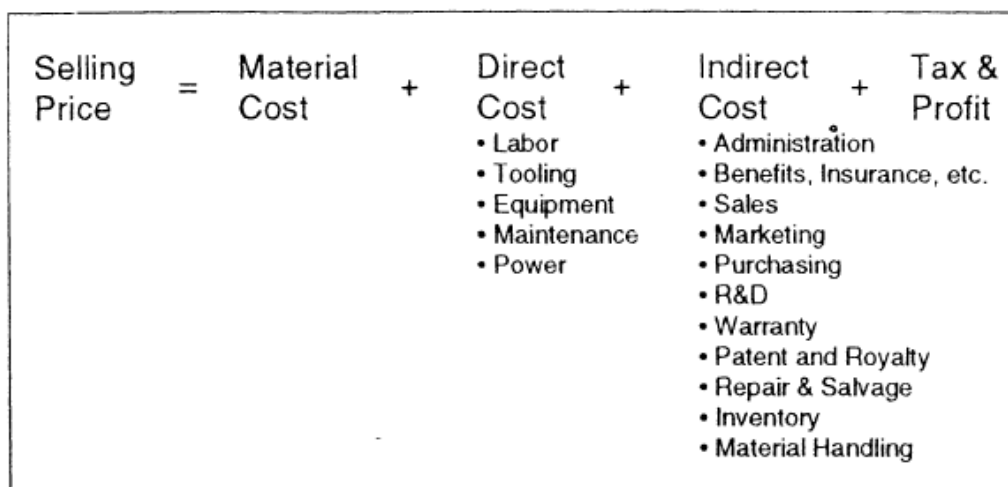 Selling Price = Material Cost + Direct Cost + Indirect Cost + Tax & Profit
• Labor
• Tooling
• Equipment
• Maintenance
• Power
• Administration
• Benefits, Insurance, etc.
• Sales
• Marketing
• Purchasing
• R&D
• Warranty
• Patent and Royalty
• Repair & Salvage
• Inventory
• Material Handling